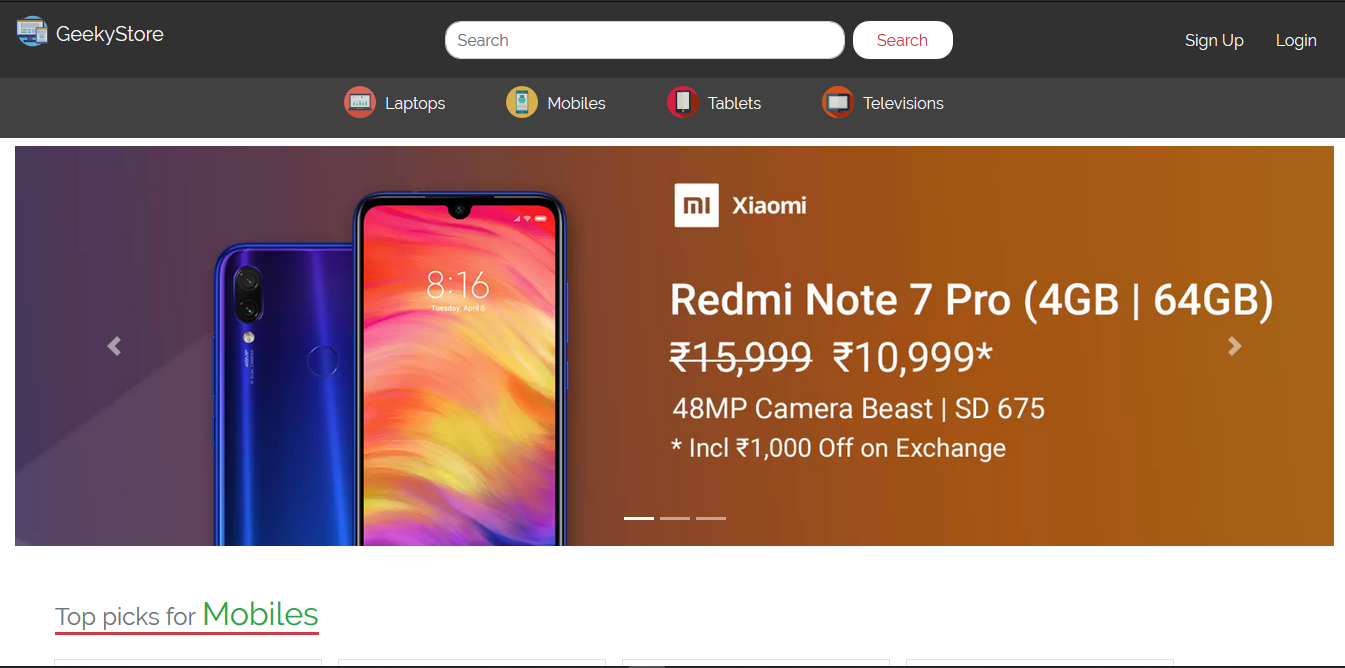 GeekyStore
Search
Search
Sign Up
Login
Laptops
Mobiles
Tablets
Televisions
mi Xiaomi
Redmi Note 7 Pro (4GB | 64GB)
₹15,999 ₹10,999*
48MP Camera Beast | SD 675
* Incl ₹1,000 Off on Exchange
8:16
Tuesday, April 8
Top picks for Mobiles